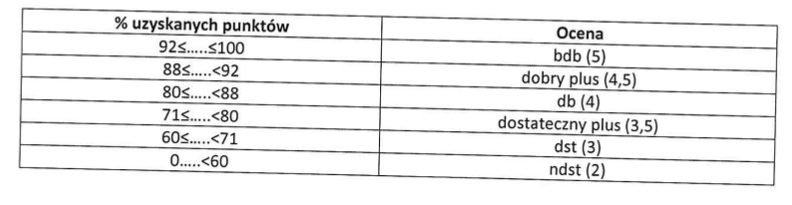 % uzyskanych punktów Ocena
92≤.....≤100 bdb (5)
88≤.....<92 dobry plus (4,5)
80≤.....<88 db (4)
71≤.....<80 dostateczny plus (3,5)
60≤.....<71 dst (3)
0.....<60 ndst (2)